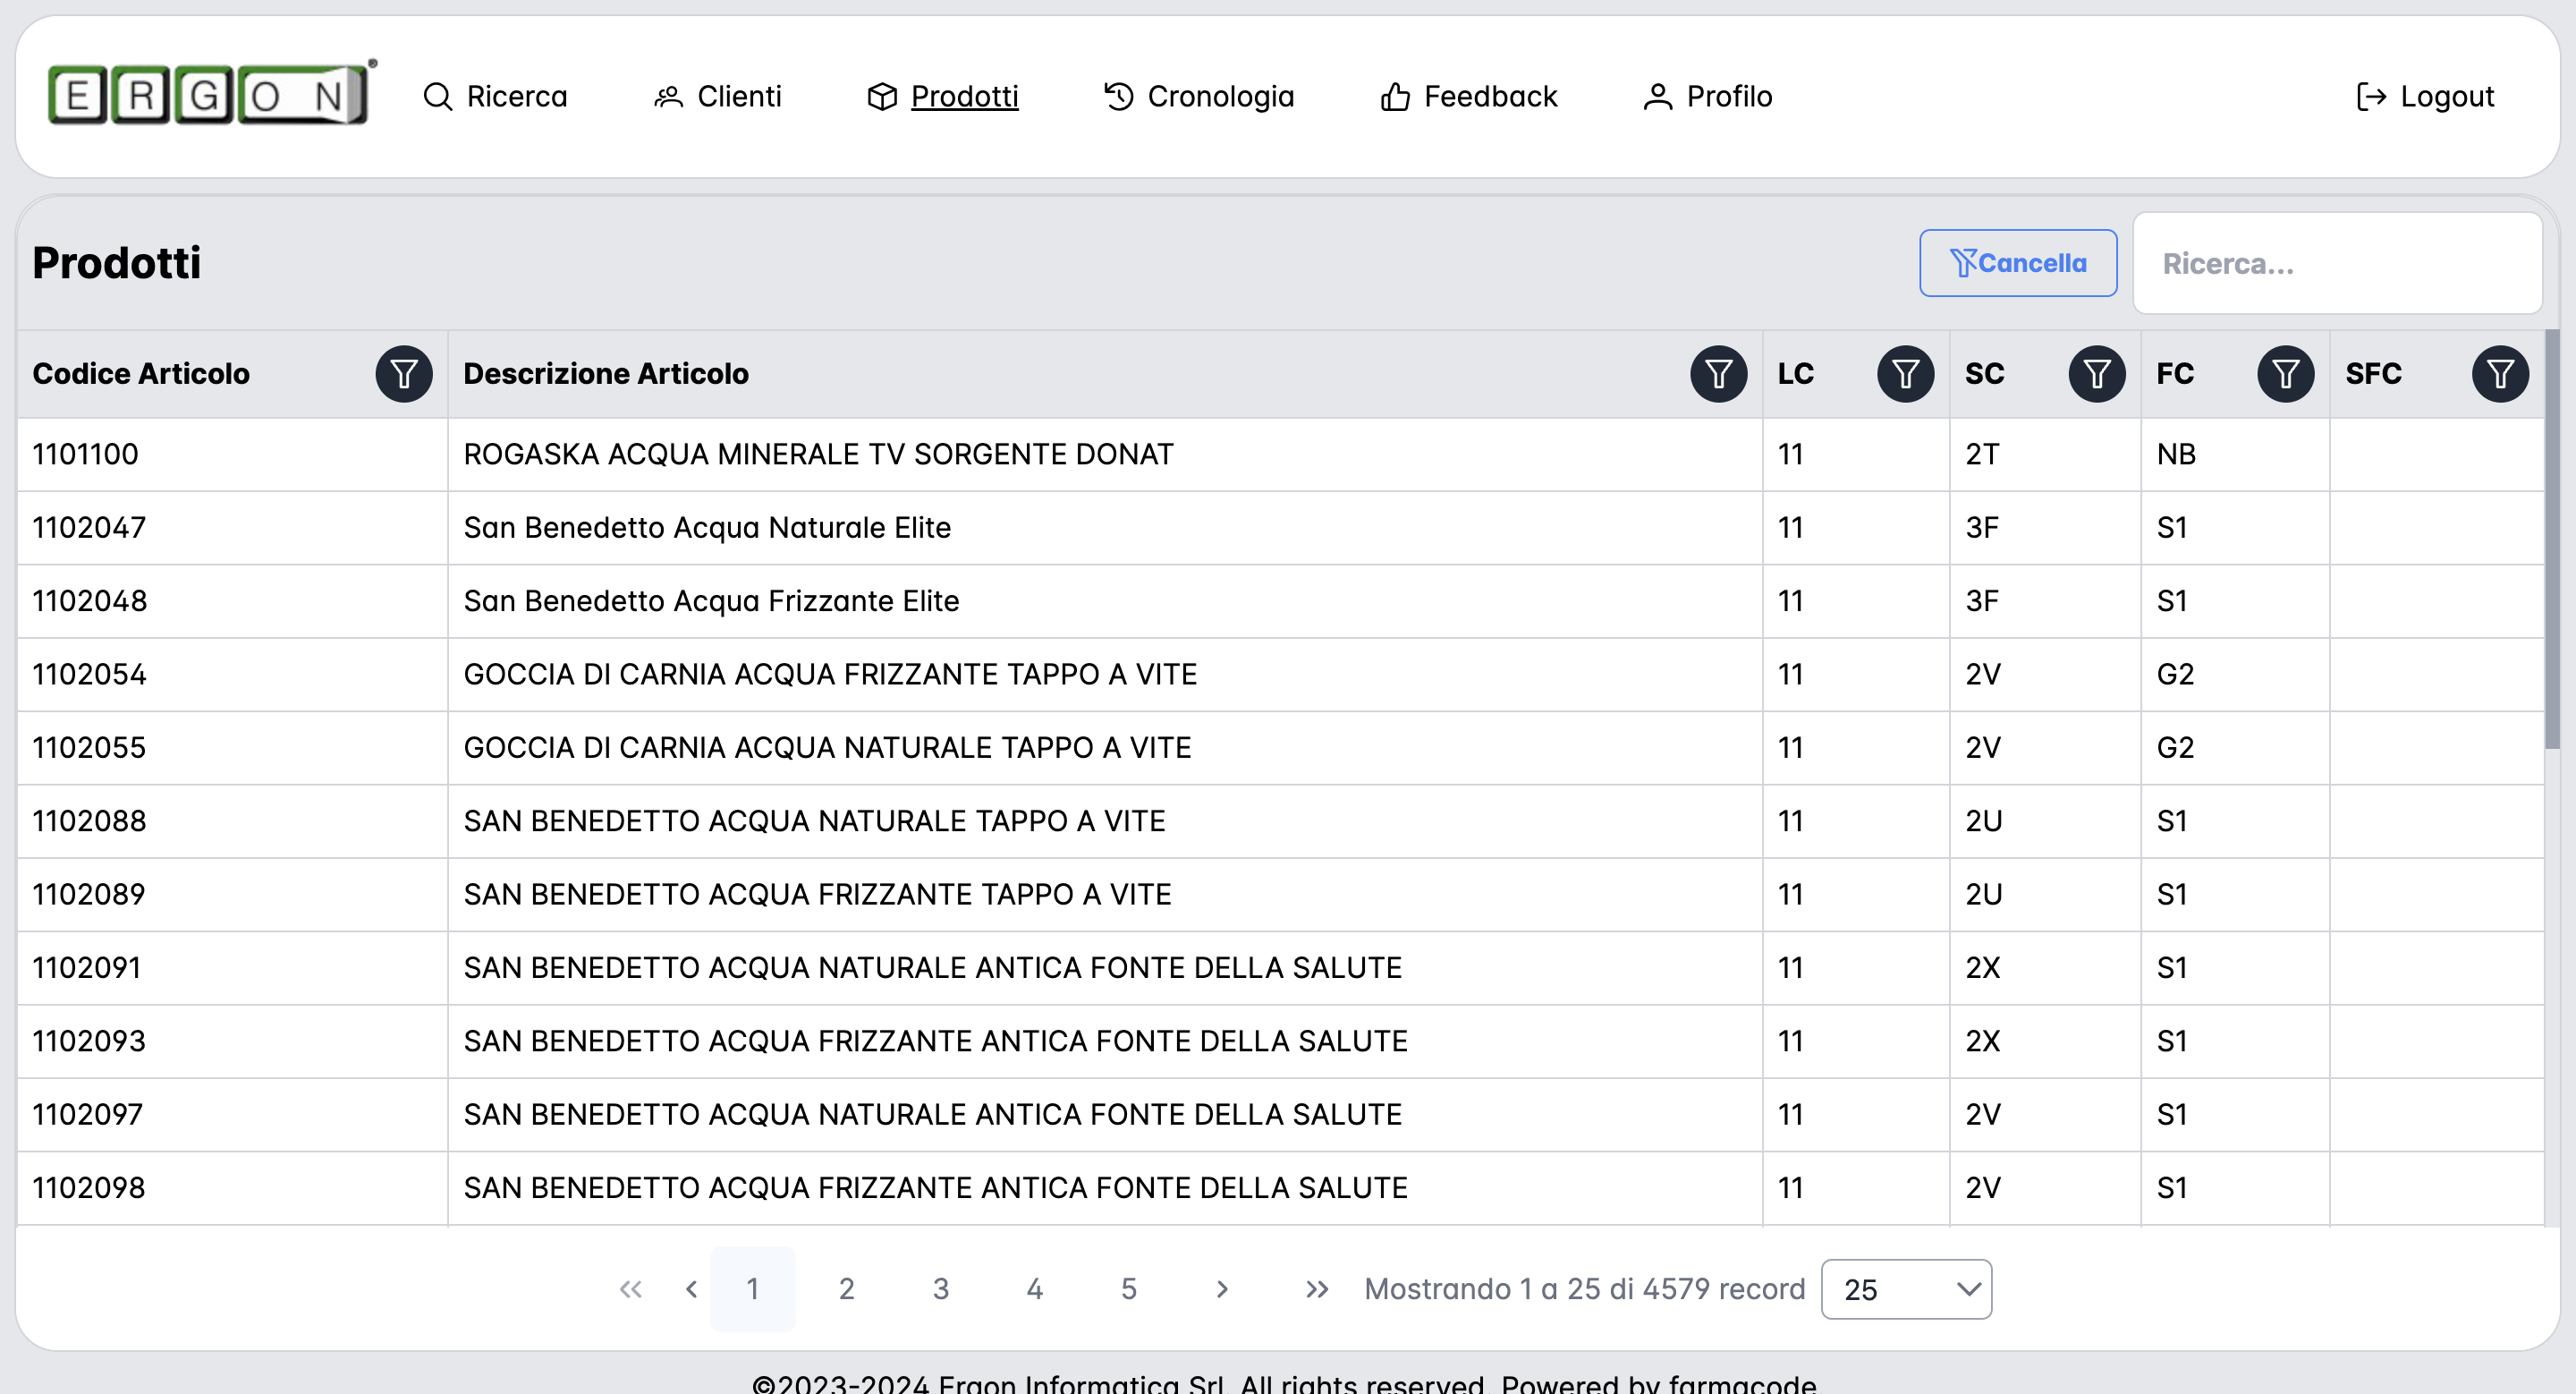 ERGON® Ricerca Clienti Prodotti Cronologia Feedback Profilo Logout
Prodotti Cancella Ricerca...
Codice Articolo Descrizione Articolo LC SC FC SFC
1101100 ROGASKA ACQUA MINERALE TV SORGENTE DONAT 11 2T NB
1102047 San Benedetto Acqua Naturale Elite 11 3F S1
1102048 San Benedetto Acqua Frizzante Elite 11 3F S1
1102054 GOCCIA DI CARNIA ACQUA FRIZZANTE TAPPO A VITE 11 2V G2
1102055 GOCCIA DI CARNIA ACQUA NATURALE TAPPO A VITE 11 2V G2
1102088 SAN BENEDETTO ACQUA NATURALE TAPPO A VITE 11 2U S1
1102089 SAN BENEDETTO ACQUA FRIZZANTE TAPPO A VITE 11 2U S1
1102091 SAN BENEDETTO ACQUA NATURALE ANTICA FONTE DELLA SALUTE 11 2X S1
1102093 SAN BENEDETTO ACQUA FRIZZANTE ANTICA FONTE DELLA SALUTE 11 2X S1
1102097 SAN BENEDETTO ACQUA NATURALE ANTICA FONTE DELLA SALUTE 11 2V S1
1102098 SAN BENEDETTO ACQUA FRIZZANTE ANTICA FONTE DELLA SALUTE 11 2V S1
« ‹ 1 2 3 4 5 › » Mostrando 1 a 25 di 4579 record 25
©2023-2024 Ergon Informatica Srl. All rights reserved. Powered by farmacode.